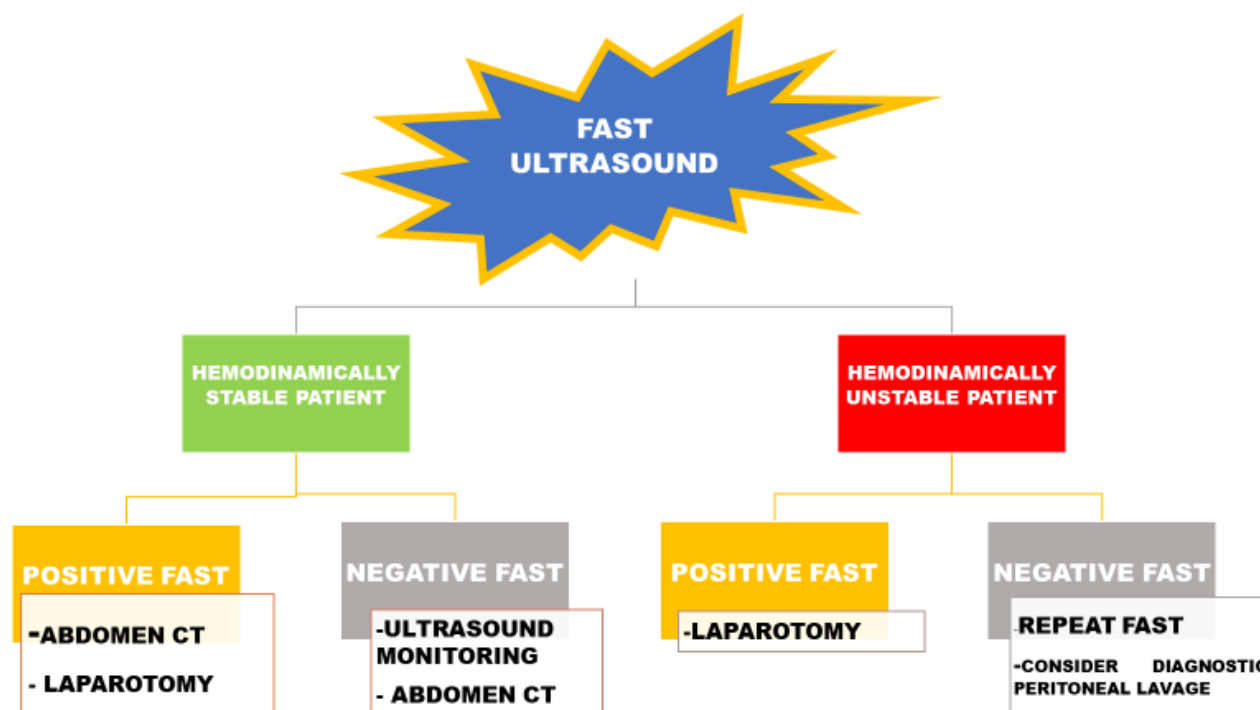 FAST
ULTRASOUND
HEMODINAMICALLY
STABLE PATIENT
HEMODINAMICALLY
UNSTABLE PATIENT
POSITIVE FAST
-ABDOMEN CT
- LAPAROTOMY
NEGATIVE FAST
-ULTRASOUND
MONITORING
- ABDOMEN CT
POSITIVE FAST
-LAPAROTOMY
NEGATIVE FAST
-REPEAT FAST
-CONSIDER DIAGNOSTIC
PERITONEAL LAVAGE